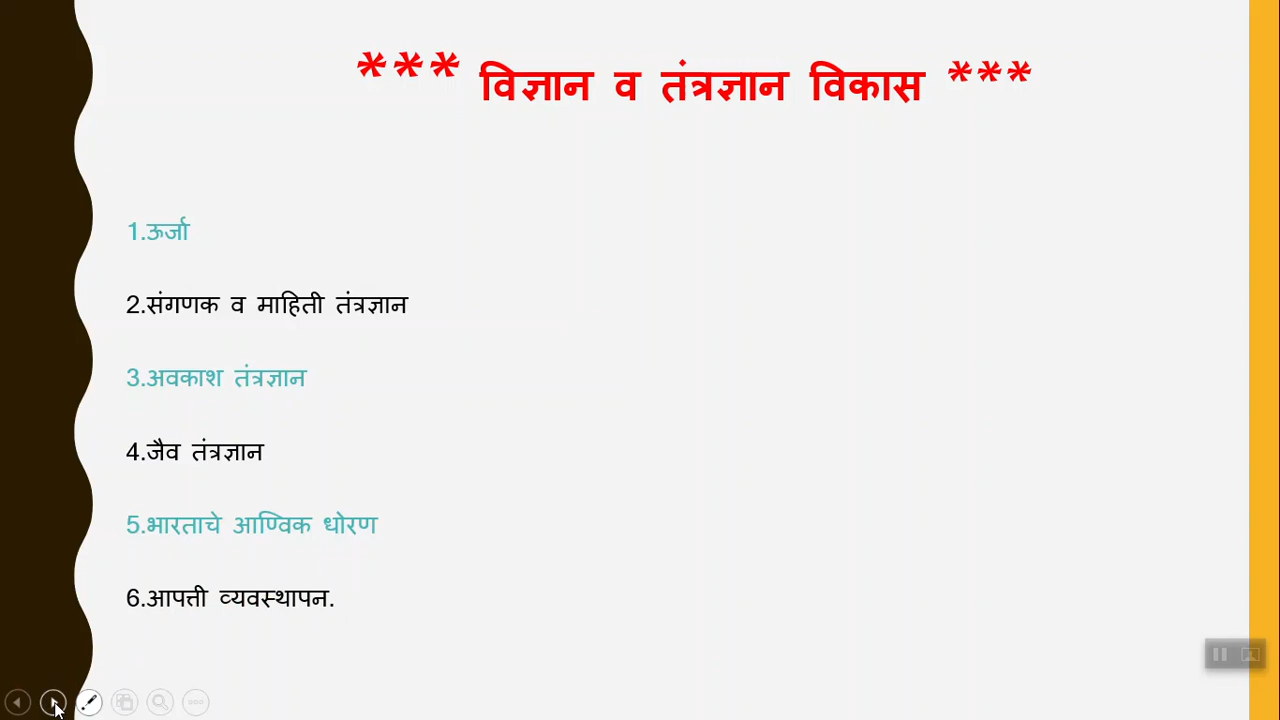 *** विज्ञान व तंत्रज्ञान विकास ***
1.ऊर्जा
2.संगणक व माहिती तंत्रज्ञान
3.अवकाश तंत्रज्ञान
4.जैव तंत्रज्ञान
5.भारताचे आण्विक धोरण
6.आपत्ती व्यवस्थापन.